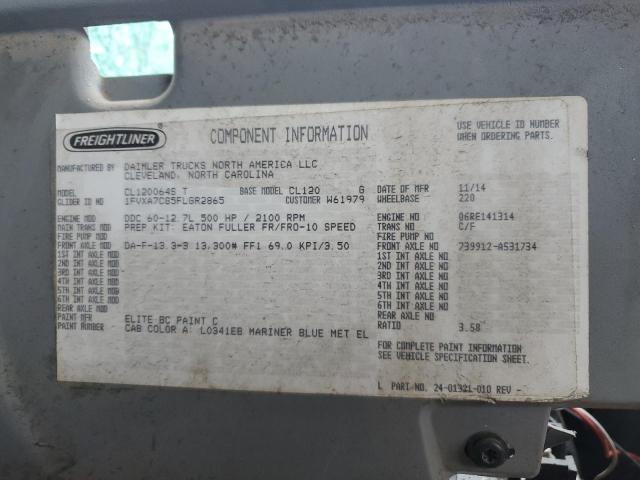 FREIGHTLINER
COMPONENT INFORMATION
USE VEHICLE ID NUMBER
WHEN ORDERING PARTS.
MANUFACTURED BY DAIMLER TRUCKS NORTH AMERICA LLC
CLEVELAND, NORTH CAROLINA
MODEL CL120064S T BASE MODEL CL120 G DATE OF MFR 11/14
GLIDER ID 1FVXA7CG5FLGR2865 CUSTOMER W61979 WHEELBASE 220
ENGINE MOD DDC 60-12.7L 500 HP / 2100 RPM ENGINE NO 06RE141314
MAIN TRANS MOD PREP KIT: EATON FULLER FR/FRO-10 SPEED TRANS NO C/F
FIRE PUMP MOD FIRE PUMP NO
FRONT AXLE MOD DA-F-13.3-3 13,300# FF1 69.0 KPI/3.50 FRONT AXLE NO 739912-AS31734
1ST INT AXLE MOD 1ST INT AXLE NO
2ND INT AXLE MOD 2ND INT AXLE NO
3RD INT AXLE MOD 3RD INT AXLE NO
4TH INT AXLE MOD 4TH INT AXLE NO
5TH INT AXLE MOD 5TH INT AXLE NO
6TH INT AXLE MOD 6TH INT AXLE NO
REAR AXLE MOD REAR AXLE NO
PAINT MFR ELITE BC PAINT C RATIO 3.58
PAINT NUMBER CAB COLOR A: L0341EB MARINER BLUE MET EL
FOR COMPLETE PAINT INFORMATION
SEE VEHICLE SPECIFICATION SHEET.
L PART NO. 24-01321-010 REV -